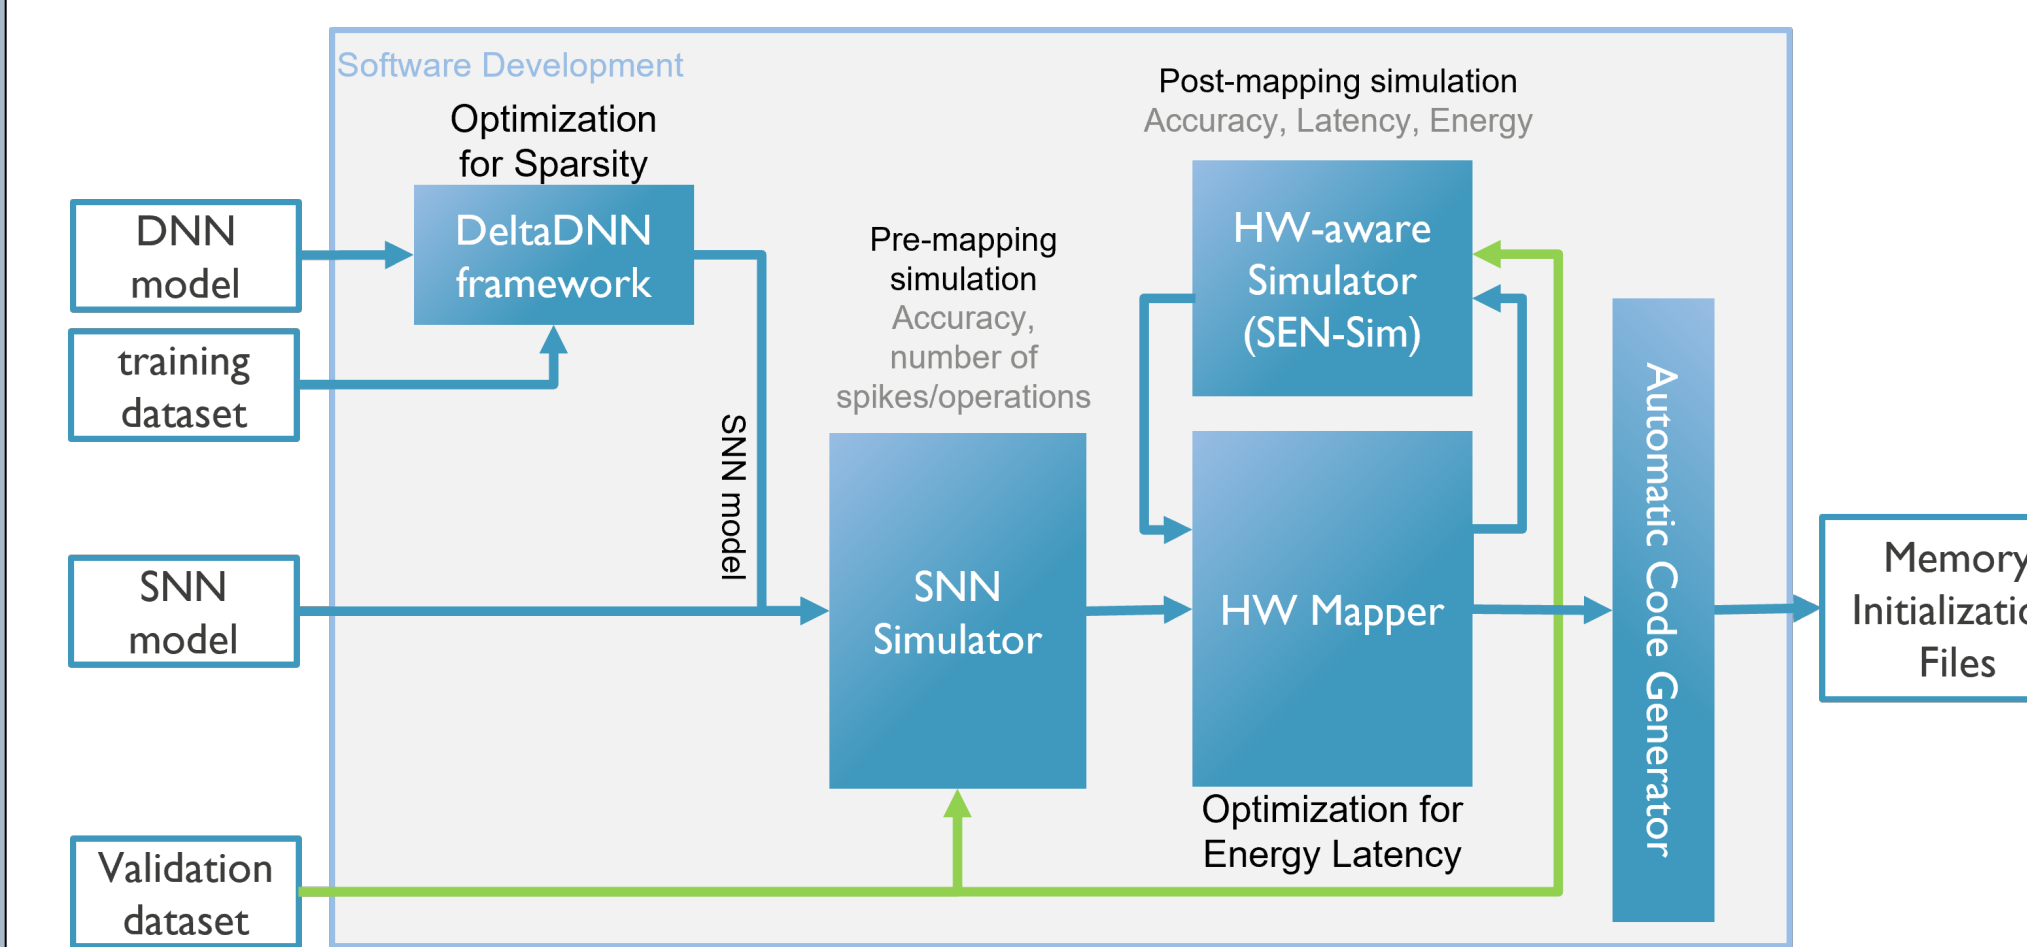 Software Development
Optimization
for Sparsity
DNN
model
DeltaDNN
framework
training
dataset
SNN model
SNN
model
Validation
dataset
Pre-mapping
simulation
Accuracy,
number of
spikes/operations
SNN
Simulator
Post-mapping simulation
Accuracy, Latency, Energy
HW-aware
Simulator
(SEN-Sim)
HW Mapper
Optimization for
Energy Latency
Automatic Code Generator
Memory
Initializatio
Files